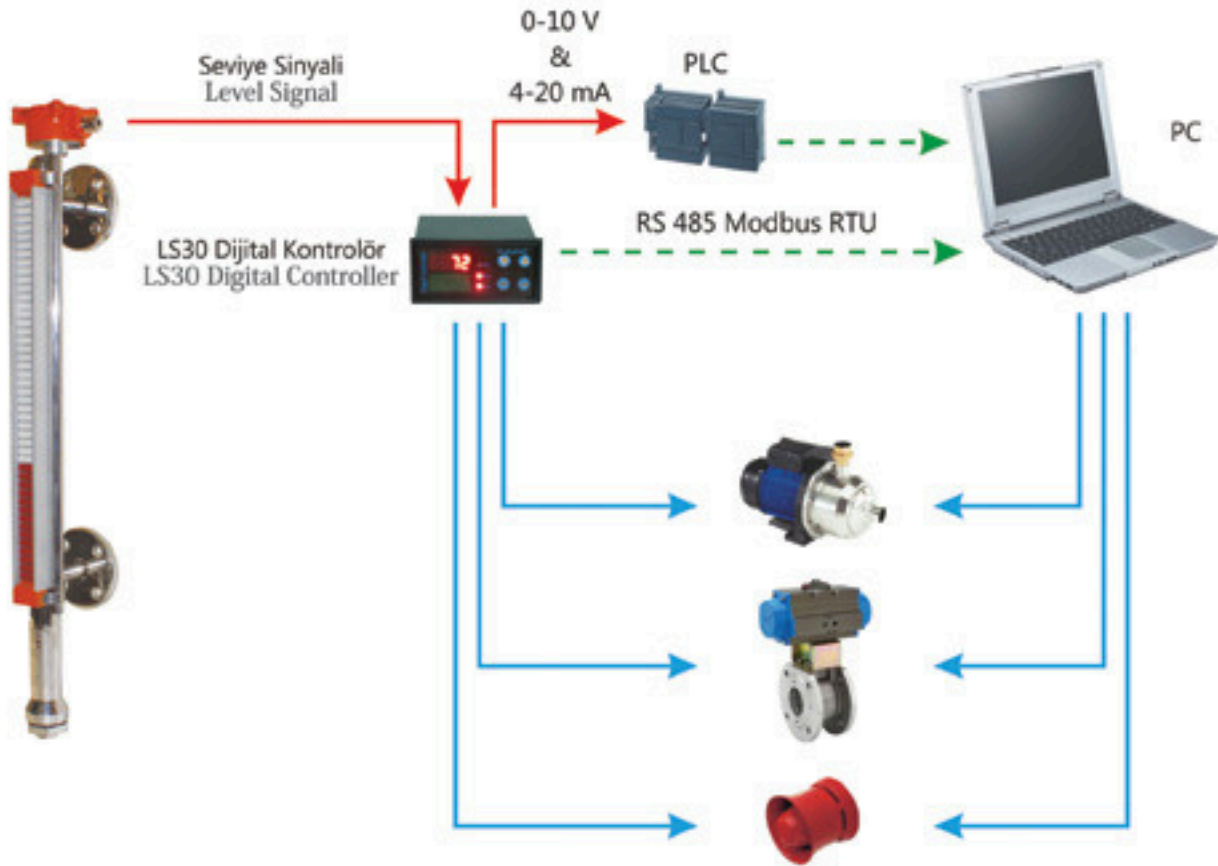 0-10 V
&
4-20 mA
Seviye Sinyali
Level Signal
PLC
PC
RS 485 Modbus RTU
LS30 Dijital Kontrolör
LS30 Digital Controller